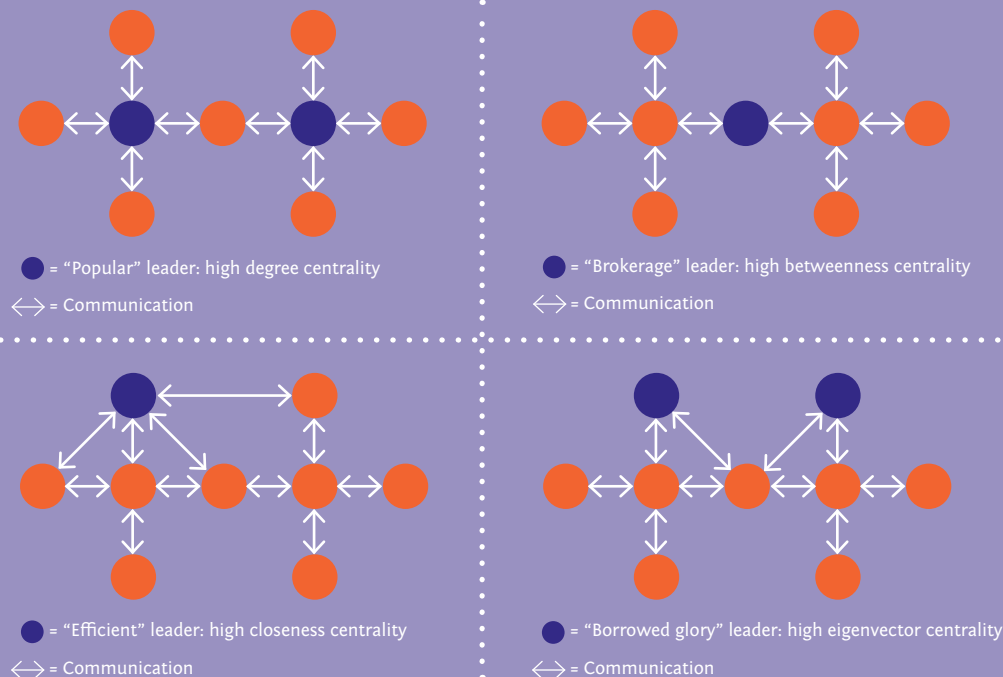 = “Popular” leader: high degree centrality
= Communication
= “Brokerage” leader: high betweenness centrality
= Communication
= “Efficient” leader: high closeness centrality
= Communication
= “Borrowed glory” leader: high eigenvector centrality
= Communication